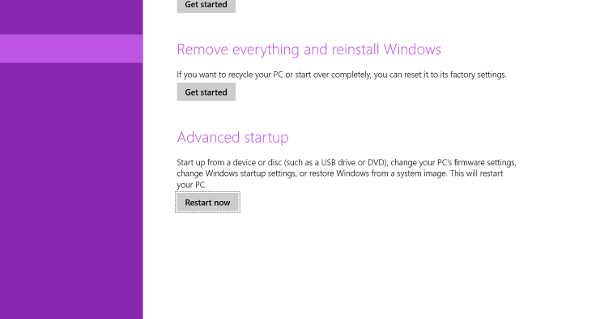 Get started
Remove everything and reinstall Windows
If you want to recycle your PC or start over completely, you can reset it to its factory settings.
Get started
Advanced startup
Start up from a device or disc (such as a USB drive or DVD), change your PC's firmware settings,
change Windows startup settings, or restore Windows from a system image. This will restart
your PC.
Restart now